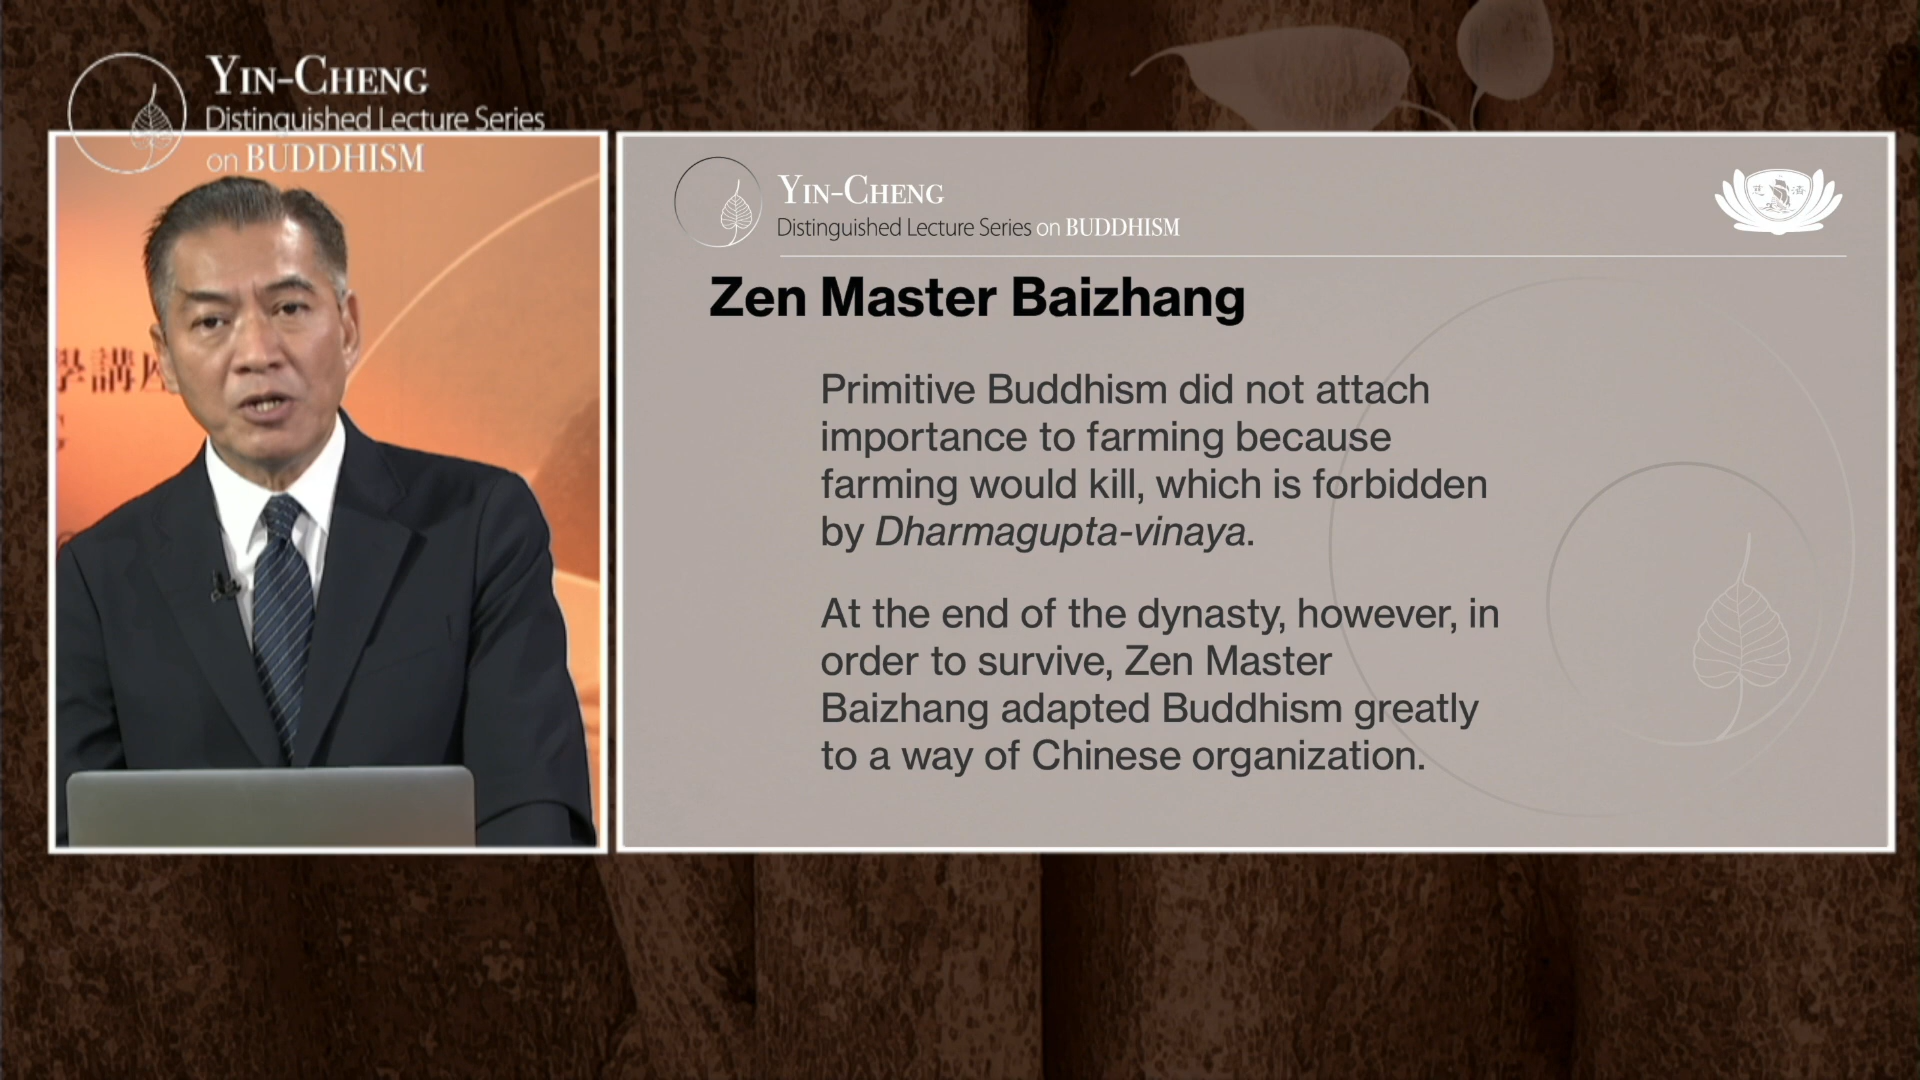 YIN-CHENG
Distinguished Lecture Series
on BUDDHISM
學講座
YIN-CHENG
Distinguished Lecture Series on BUDDHISM
Zen Master Baizhang
Primitive Buddhism did not attach
importance to farming because
farming would kill, which is forbidden
by Dharmagupta-vinaya.
At the end of the dynasty, however, in
order to survive, Zen Master
Baizhang adapted Buddhism greatly
to a way of Chinese organization.